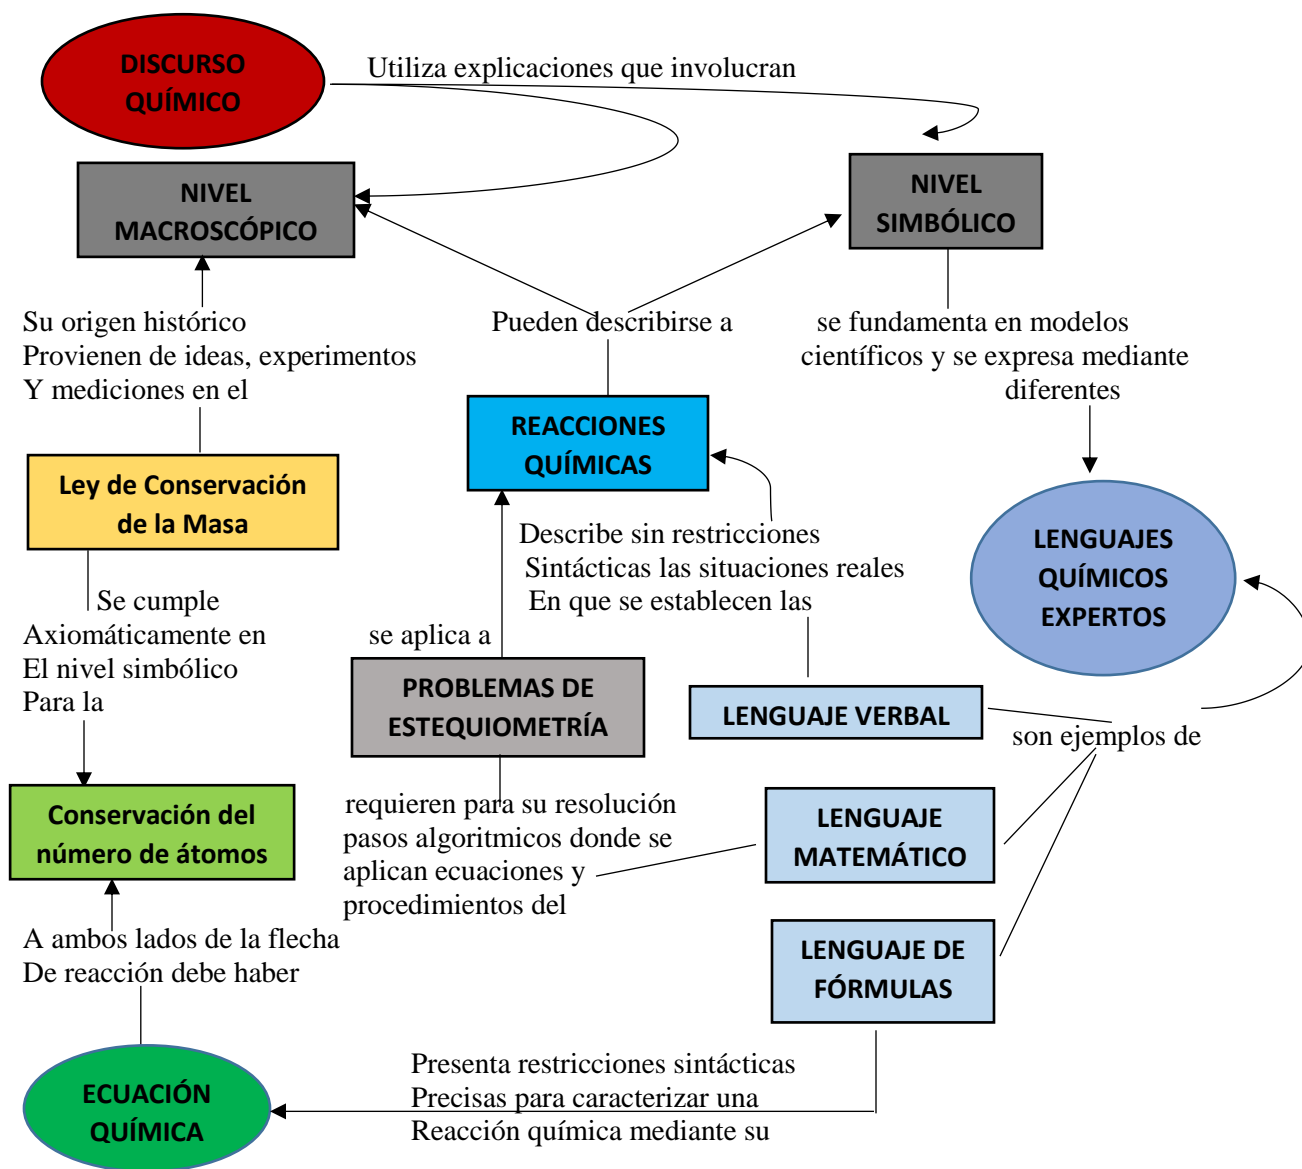 DISCURSO
QUÍMICO
Utiliza explicaciones que involucran
NIVEL
MACROSCÓPICO
NIVEL
SIMBÓLICO
Su origen histórico
Provienen de ideas, experimentos
Y mediciones en el
Pueden describirse a
se fundamenta en modelos
científicos y se expresa mediante
diferentes
REACCIONES
QUÍMICAS
Ley de Conservación
de la Masa
Describe sin restricciones
Sintácticas las situaciones reales
En que se establecen las
LENGUAJES
QUÍMICOS
EXPERTOS
Se cumple
Axiomáticamente en
El nivel simbólico
Para la
se aplica a
PROBLEMAS DE
ESTEQUIOMETRÍA
LENGUAJE VERBAL
son ejemplos de
Conservación del
número de átomos
requieren para su resolución
pasos algoritmicos donde se
aplican ecuaciones y
procedimientos del
LENGUAJE
MATEMÁTICO
A ambos lados de la flecha
De reacción debe haber
LENGUAJE DE
FÓRMULAS
ECUACIÓN
QUÍMICA
Presenta restricciones sintácticas
Precisas para caracterizar una
Reacción química mediante su